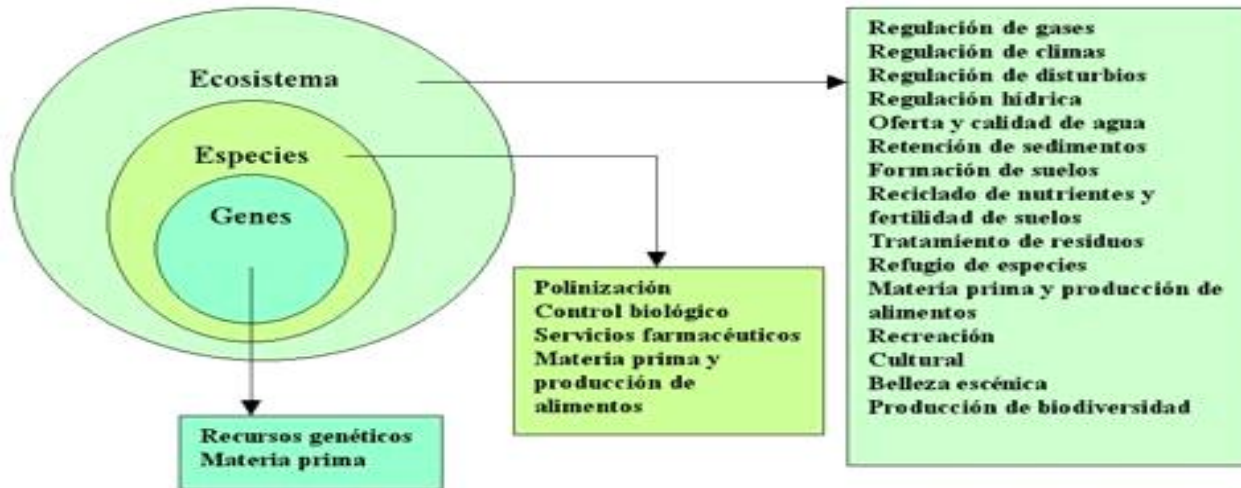 Ecosistema
Especies
Genes
Recursos genéticos
Materia prima
Polinización
Control biológico
Servicios farmacéuticos
Materia prima y
producción de
alimentos
Regulación de gases
Regulación de climas
Regulación de disturbios
Regulación hídrica
Oferta y calidad de agua
Retención de sedimentos
Formación de suelos
Reciclado de nutrientes y
fertilidad de suelos
Tratamiento de residuos
Refugio de especies
Materia prima y producción de
alimentos
Recreación
Cultural
Belleza escénica
Producción de biodiversidad